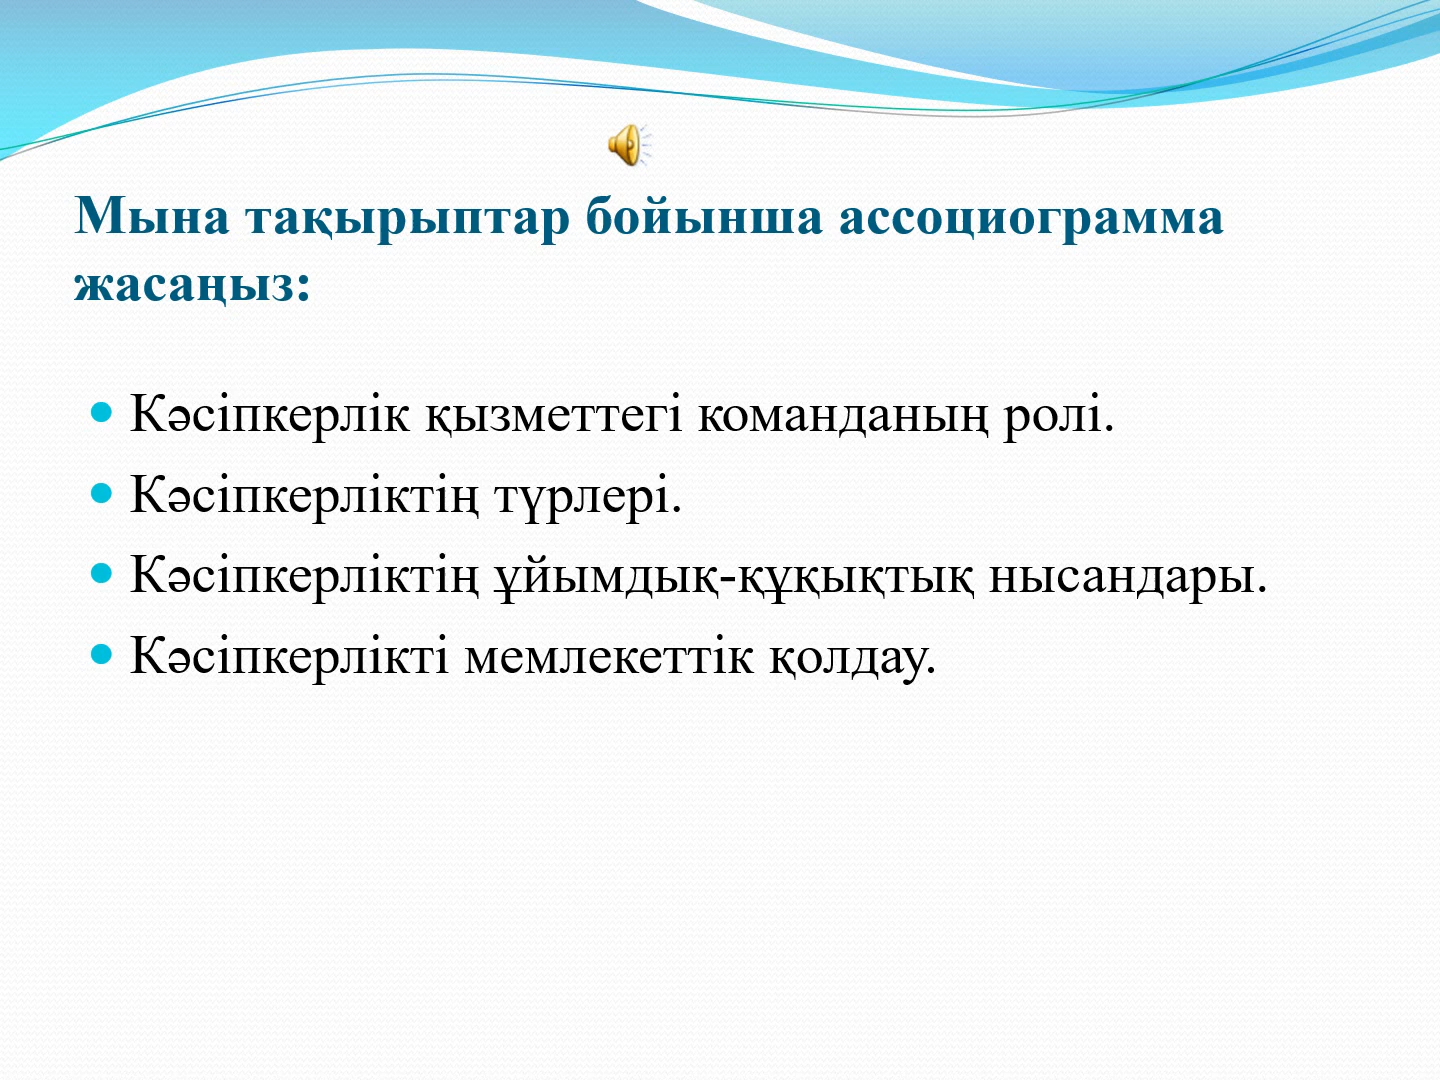 Мына тақырыптар бойынша ассоциограмма
жасаңыз:
• Кәсіпкерлік қызметтегі команданың ролі.
• Кәсіпкерліктің түрлері.
• Кәсіпкерліктің ұйымдық-құқықтық нысандары.
• Кәсіпкерлікті мемлекеттік қолдау.